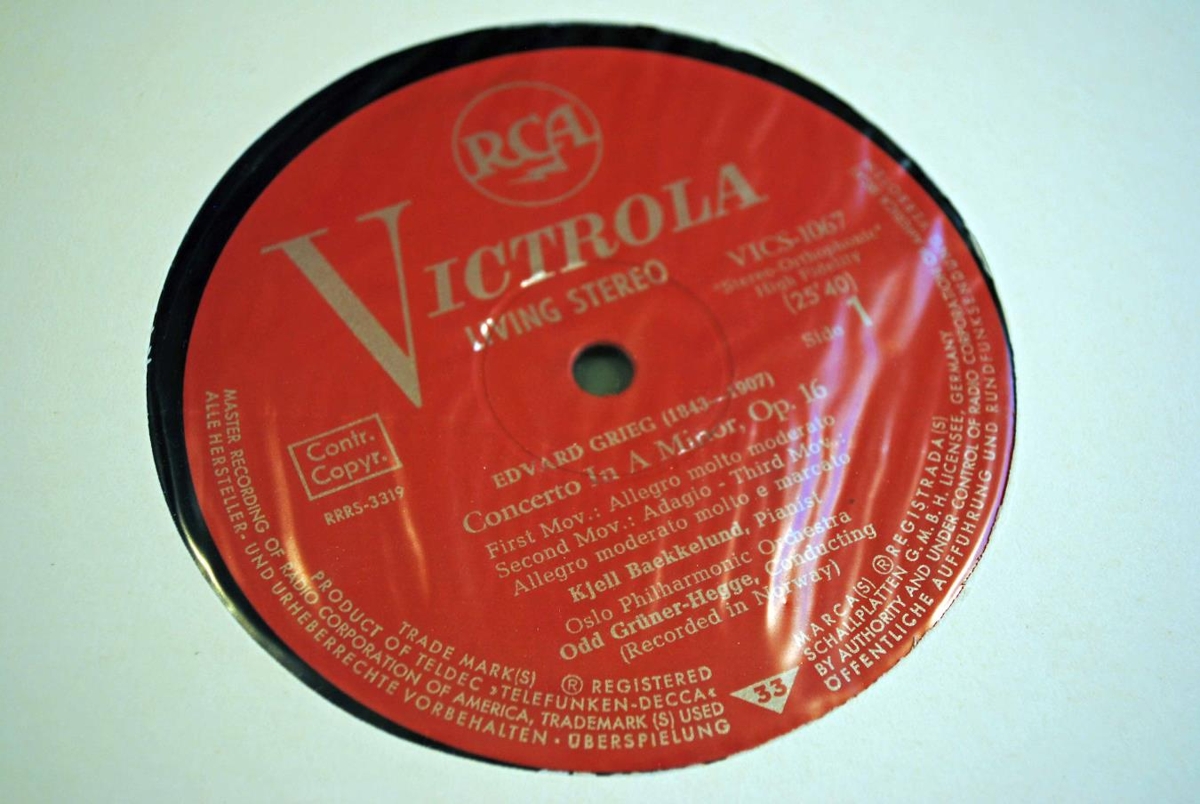 RCA
VICTROLA
LIVING STEREO
VICS-1067
"Stereo-Orthophonic"
High Fidelity
(25'40)
Side 1
Contr.
Copyr.
RRRS-3319
EDVARD GRIEG (1843—1907)
Concerto In A Minor, Op. 16
First Mov.: Allegro molto moderato
Second Mov.: Adagio - Third Mov.:
Allegro moderato molto e marcato
Kjell Baekkelund, Pianist
Oslo Philharmonic Orchestra
Odd Grüner-Hegge, Conducting
(Recorded in Norway)
33
TRADE MARK(S) ® REGISTERED
MARCA(S) ® REGISTRADA(S)
PRODUCT OF TELDEC »TELEFUNKEN-DECCA«
SCHALLPLATTEN G.M.B.H. LICENSEE, GERMANY
MASTER RECORDING OF RADIO CORPORATION OF AMERICA, TRADEMARK (S) USED
BY AUTHORITY AND UNDER CONTROL OF RADIO CORPORATION
ALLE HERSTELLER- UND URHEBERRECHTE VORBEHALTEN · ÜBERSPIELUNG
ÖFFENTLICHE AUFFÜHRUNG UND RUNDFUNKSENDUNG